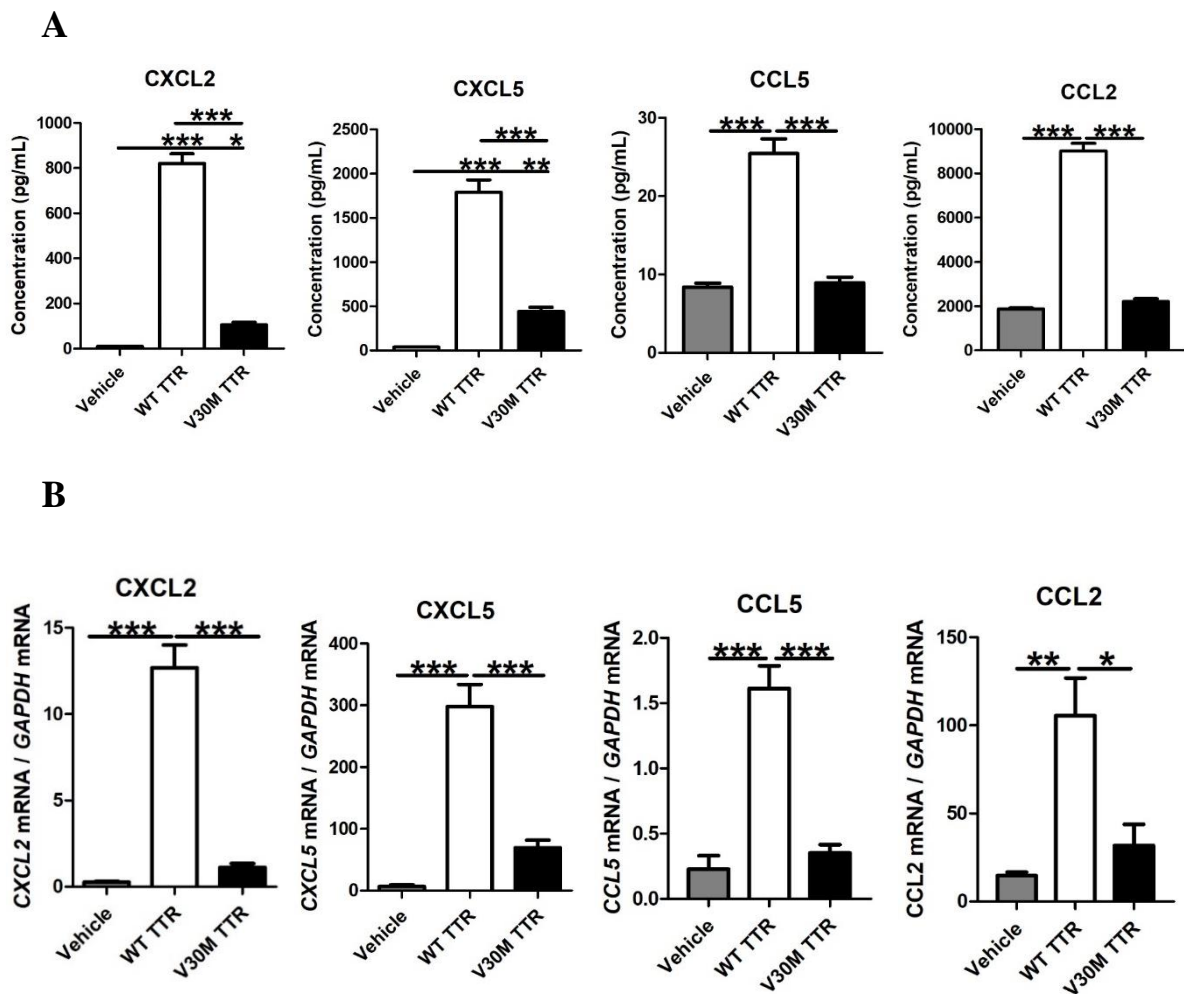 A
CXCL2
Concentration (pg/mL)
1000
800
600
400
200
0
***
*** *
Vehicle
WT TTR
V30M TTR
CXCL5
Concentration (pg/mL)
2500
2000
1500
1000
500
0
***
*** **
Vehicle
WT TTR
V30M TTR
CCL5
Concentration (pg/mL)
30
20
10
0
*** ***
Vehicle
WT TTR
V30M TTR
CCL2
Concentration (pg/mL)
10000
8000
6000
4000
2000
0
*** ***
Vehicle
WT TTR
V30M TTR
B
CXCL2
CXCL2 mRNA / GAPDH mRNA
15
10
5
0
*** ***
Vehicle
WT TTR
V30M TTR
CXCL5
CXCL5 mRNA / GAPDH mRNA
400
300
200
100
0
*** ***
Vehicle
WT TTR
V30M TTR
CCL5
CCL5 mRNA / GAPDH mRNA
2.0
1.5
1.0
0.5
0.0
*** ***
Vehicle
WT TTR
V30M TTR
CCL2
CCL2 mRNA / GAPDH mRNA
150
100
50
0
** *
Vehicle
WT TTR
V30M TTR